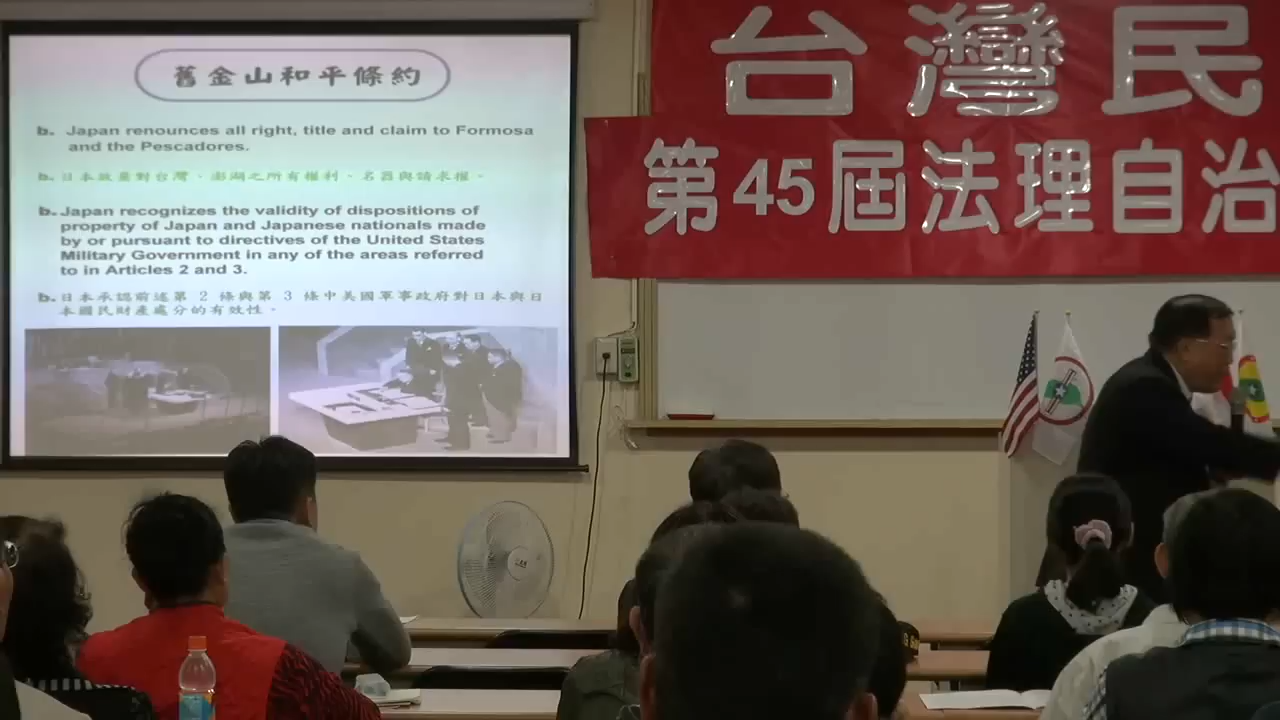 舊金山和平條約
b. Japan renounces all right, title and claim to Formosa
and the Pescadores.
b. 日本放棄對台灣、澎湖之所有權利、名器與請求權。
b. Japan recognizes the validity of dispositions of
property of Japan and Japanese nationals made
by or pursuant to directives of the United States
Military Government in any of the areas referred
to in Articles 2 and 3.
b. 日本承認前述第 2 條與第 3 條中美國軍事政府對日本與日
本國民財產處分的有效性。
台灣民
第45屆法理自治